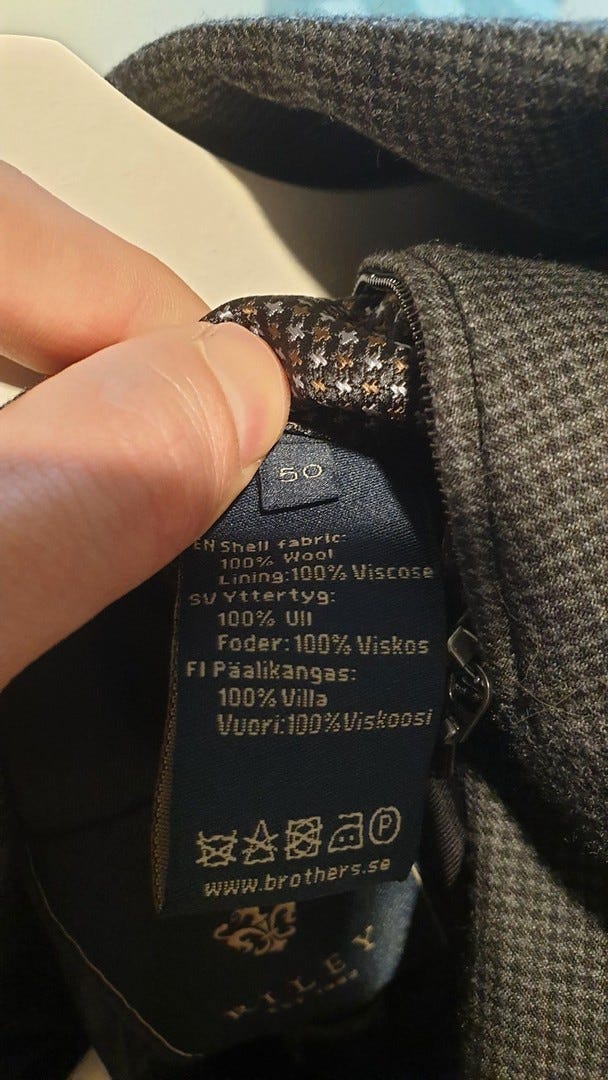 50
EN Shell fabric:
100% Wool
Lining:100% Viscose
SV Yttertyg:
100% Ull
Foder:100% Viskos
FI Päälikangas:
100% Villa
Vuori:100%Viskoosi
P
www.brothers.se